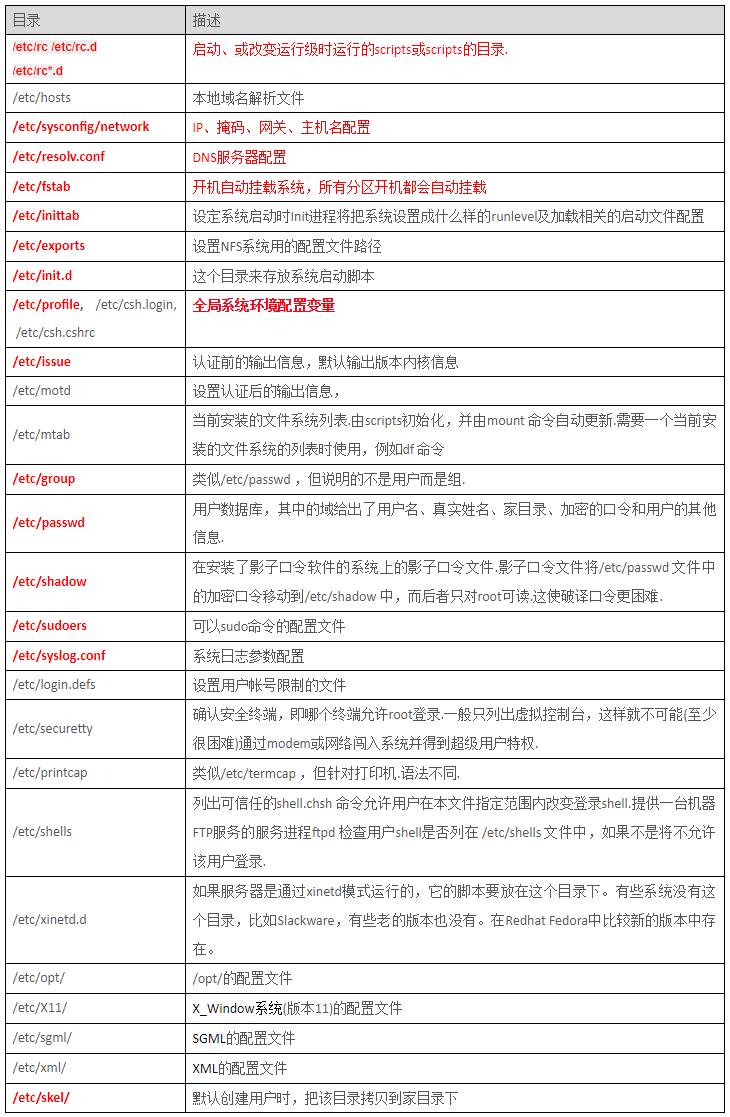 目录 描述
/etc/rc /etc/rc.d 启动、或改变运行级时运行的scripts或scripts的目录.
/etc/rc*.d
/etc/hosts 本地域名解析文件
/etc/sysconfig/network IP、掩码、网关、主机名配置
/etc/resolv.conf DNS服务器配置
/etc/fstab 开机自动挂载系统，所有分区开机都会自动挂载
/etc/inittab 设定系统启动时Init进程将把系统设置成什么样的runlevel及加载相关的启动文件配置
/etc/exports 设置NFS系统用的配置文件路径
/etc/init.d 这个目录来存放系统启动脚本
/etc/profile, /etc/csh.login, 全局系统环境配置变量
/etc/csh.cshrc
/etc/issue 认证前的输出信息，默认输出版本内核信息
/etc/motd 设置认证后的输出信息，
/etc/mtab 当前安装的文件系统列表.由scripts初始化，并由mount 命令自动更新.需要一个当前安
装的文件系统的列表时使用，例如df 命令
/etc/group 类似/etc/passwd ，但说明的不是用户而是组.
/etc/passwd 用户数据库，其中的域给出了用户名、真实姓名、家目录、加密的口令和用户的其他
信息.
/etc/shadow 在安装了影子口令软件的系统上的影子口令文件.影子口令文件将/etc/passwd 文件中
的加密口令移动到/etc/shadow 中，而后者只对root可读.这使破译口令更困难.
/etc/sudoers 可以sudo命令的配置文件
/etc/syslog.conf 系统日志参数配置
/etc/login.defs 设置用户帐号限制的文件
/etc/securetty 确认安全终端，即哪个终端允许root登录.一般只列出虚拟控制台，这样就不可能(至少
很困难)通过modem或网络闯入系统并得到超级用户特权.
/etc/printcap 类似/etc/termcap ，但针对打印机.语法不同.
/etc/shells 列出可信任的shell.chsh 命令允许用户在本文件指定范围内改变登录shell.提供一台机器
FTP服务的服务进程ftpd 检查用户shell是否列在 /etc/shells 文件中，如果不是将不允许
该用户登录.
/etc/xinetd.d 如果服务器是通过xinetd模式运行的，它的脚本要放在这个目录下。有些系统没有这
个目录，比如Slackware，有些老的版本也没有。在Redhat Fedora中比较新的版本中存
在。
/etc/opt/ /opt/的配置文件
/etc/X11/ X_Window系统(版本11)的配置文件
/etc/sgml/ SGML的配置文件
/etc/xml/ XML的配置文件
/etc/skel/ 默认创建用户时，把该目录拷贝到家目录下